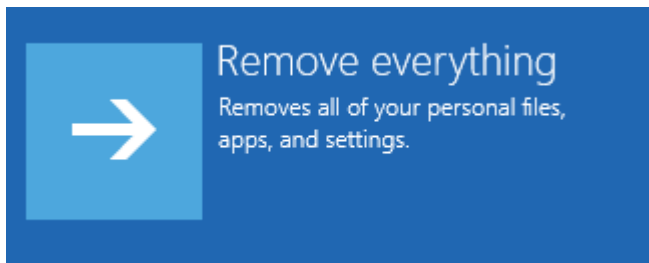 Remove everything
Removes all of your personal files,
apps, and settings.